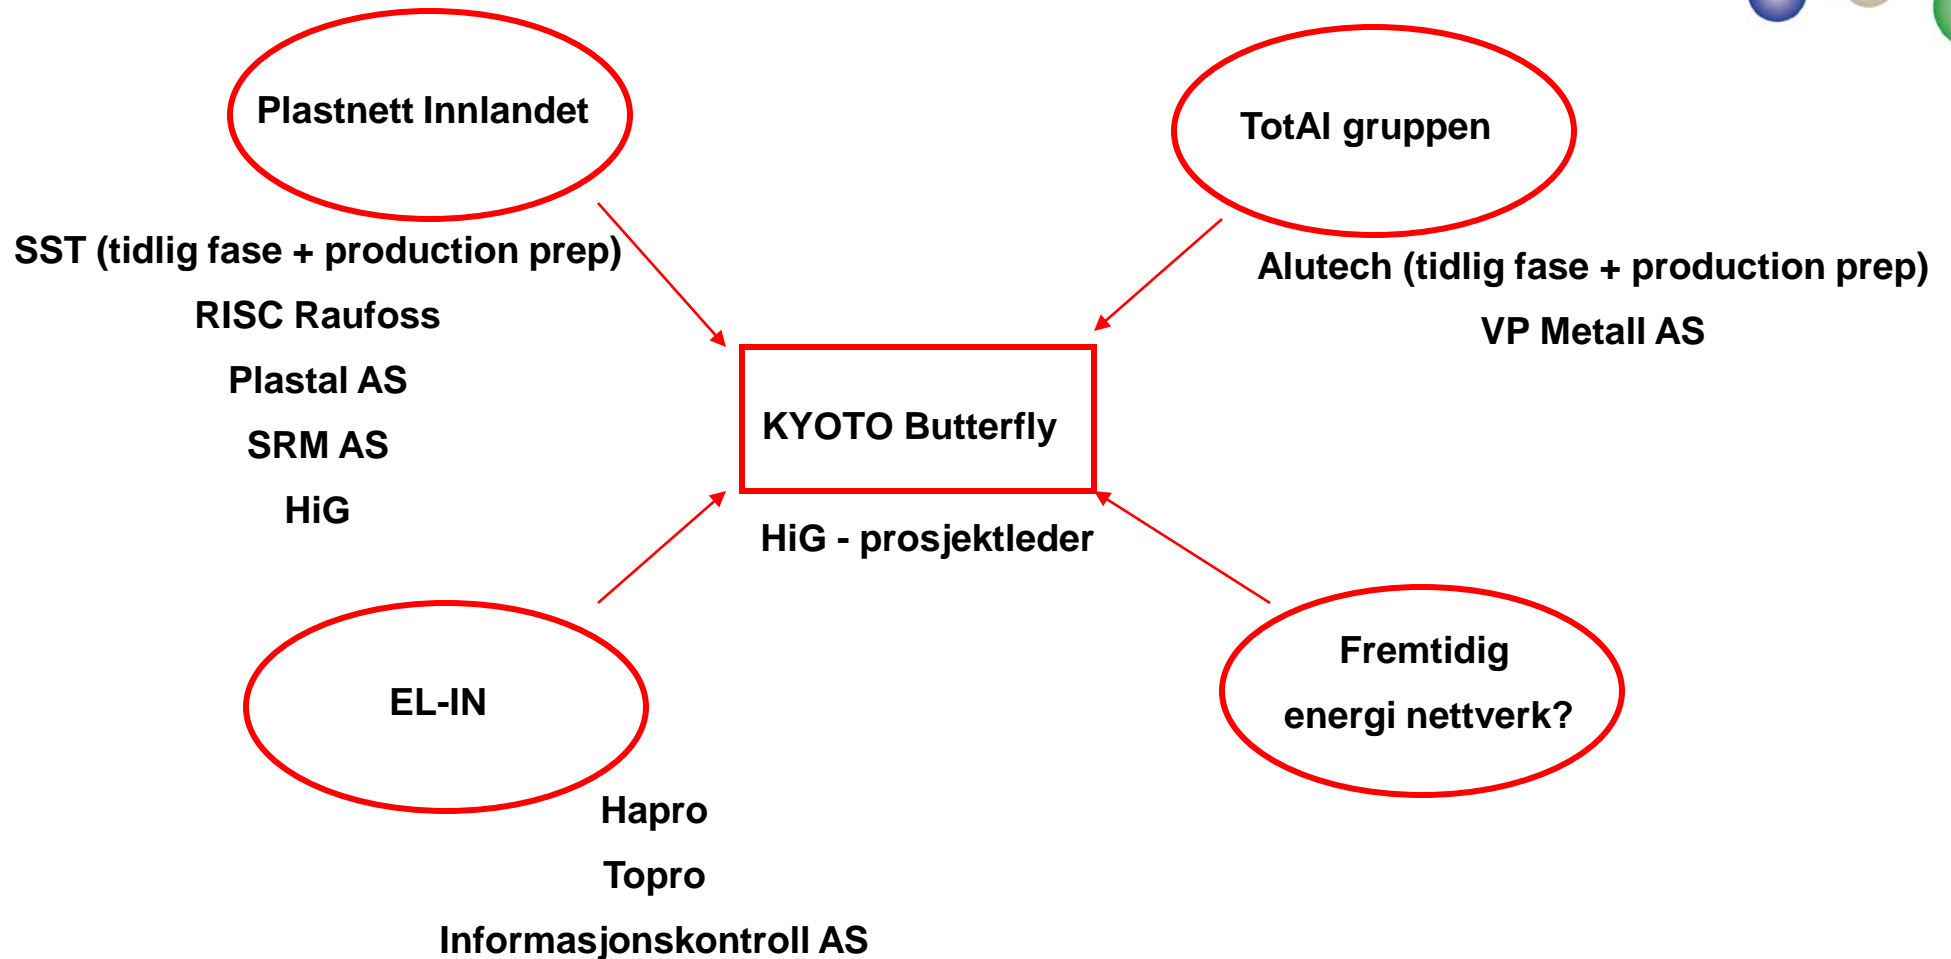 Plastnett Innlandet
SST (tidlig fase + production prep)
RISC Raufoss
Plastal AS
SRM AS
HiG
TotAl gruppen
Alutech (tidlig fase + production prep)
VP Metall AS
KYOTO Butterfly
HiG - prosjektleder
EL-IN
Hapro
Topro
Informasjonskontroll AS
Fremtidig
energi nettverk?